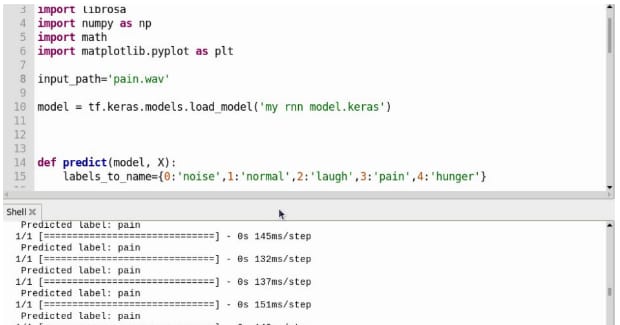 3 import librosa
4 import numpy as np
5 import math
6 import matplotlib.pyplot as plt
7
8 input_path='pain.wav'
9
10 model = tf.keras.models.load_model('my rnn model.keras')
11
12
13
14 def predict(model, X):
15 labels_to_name={0:'noise',1:'normal',2:'laugh',3:'pain',4:'hunger'}
Shell
Predicted label: pain
1/1 [==============================] - 0s 145ms/step
Predicted label: pain
1/1 [==============================] - 0s 132ms/step
Predicted label: pain
1/1 [==============================] - 0s 137ms/step
Predicted label: pain
1/1 [==============================] - 0s 151ms/step
Predicted label: pain